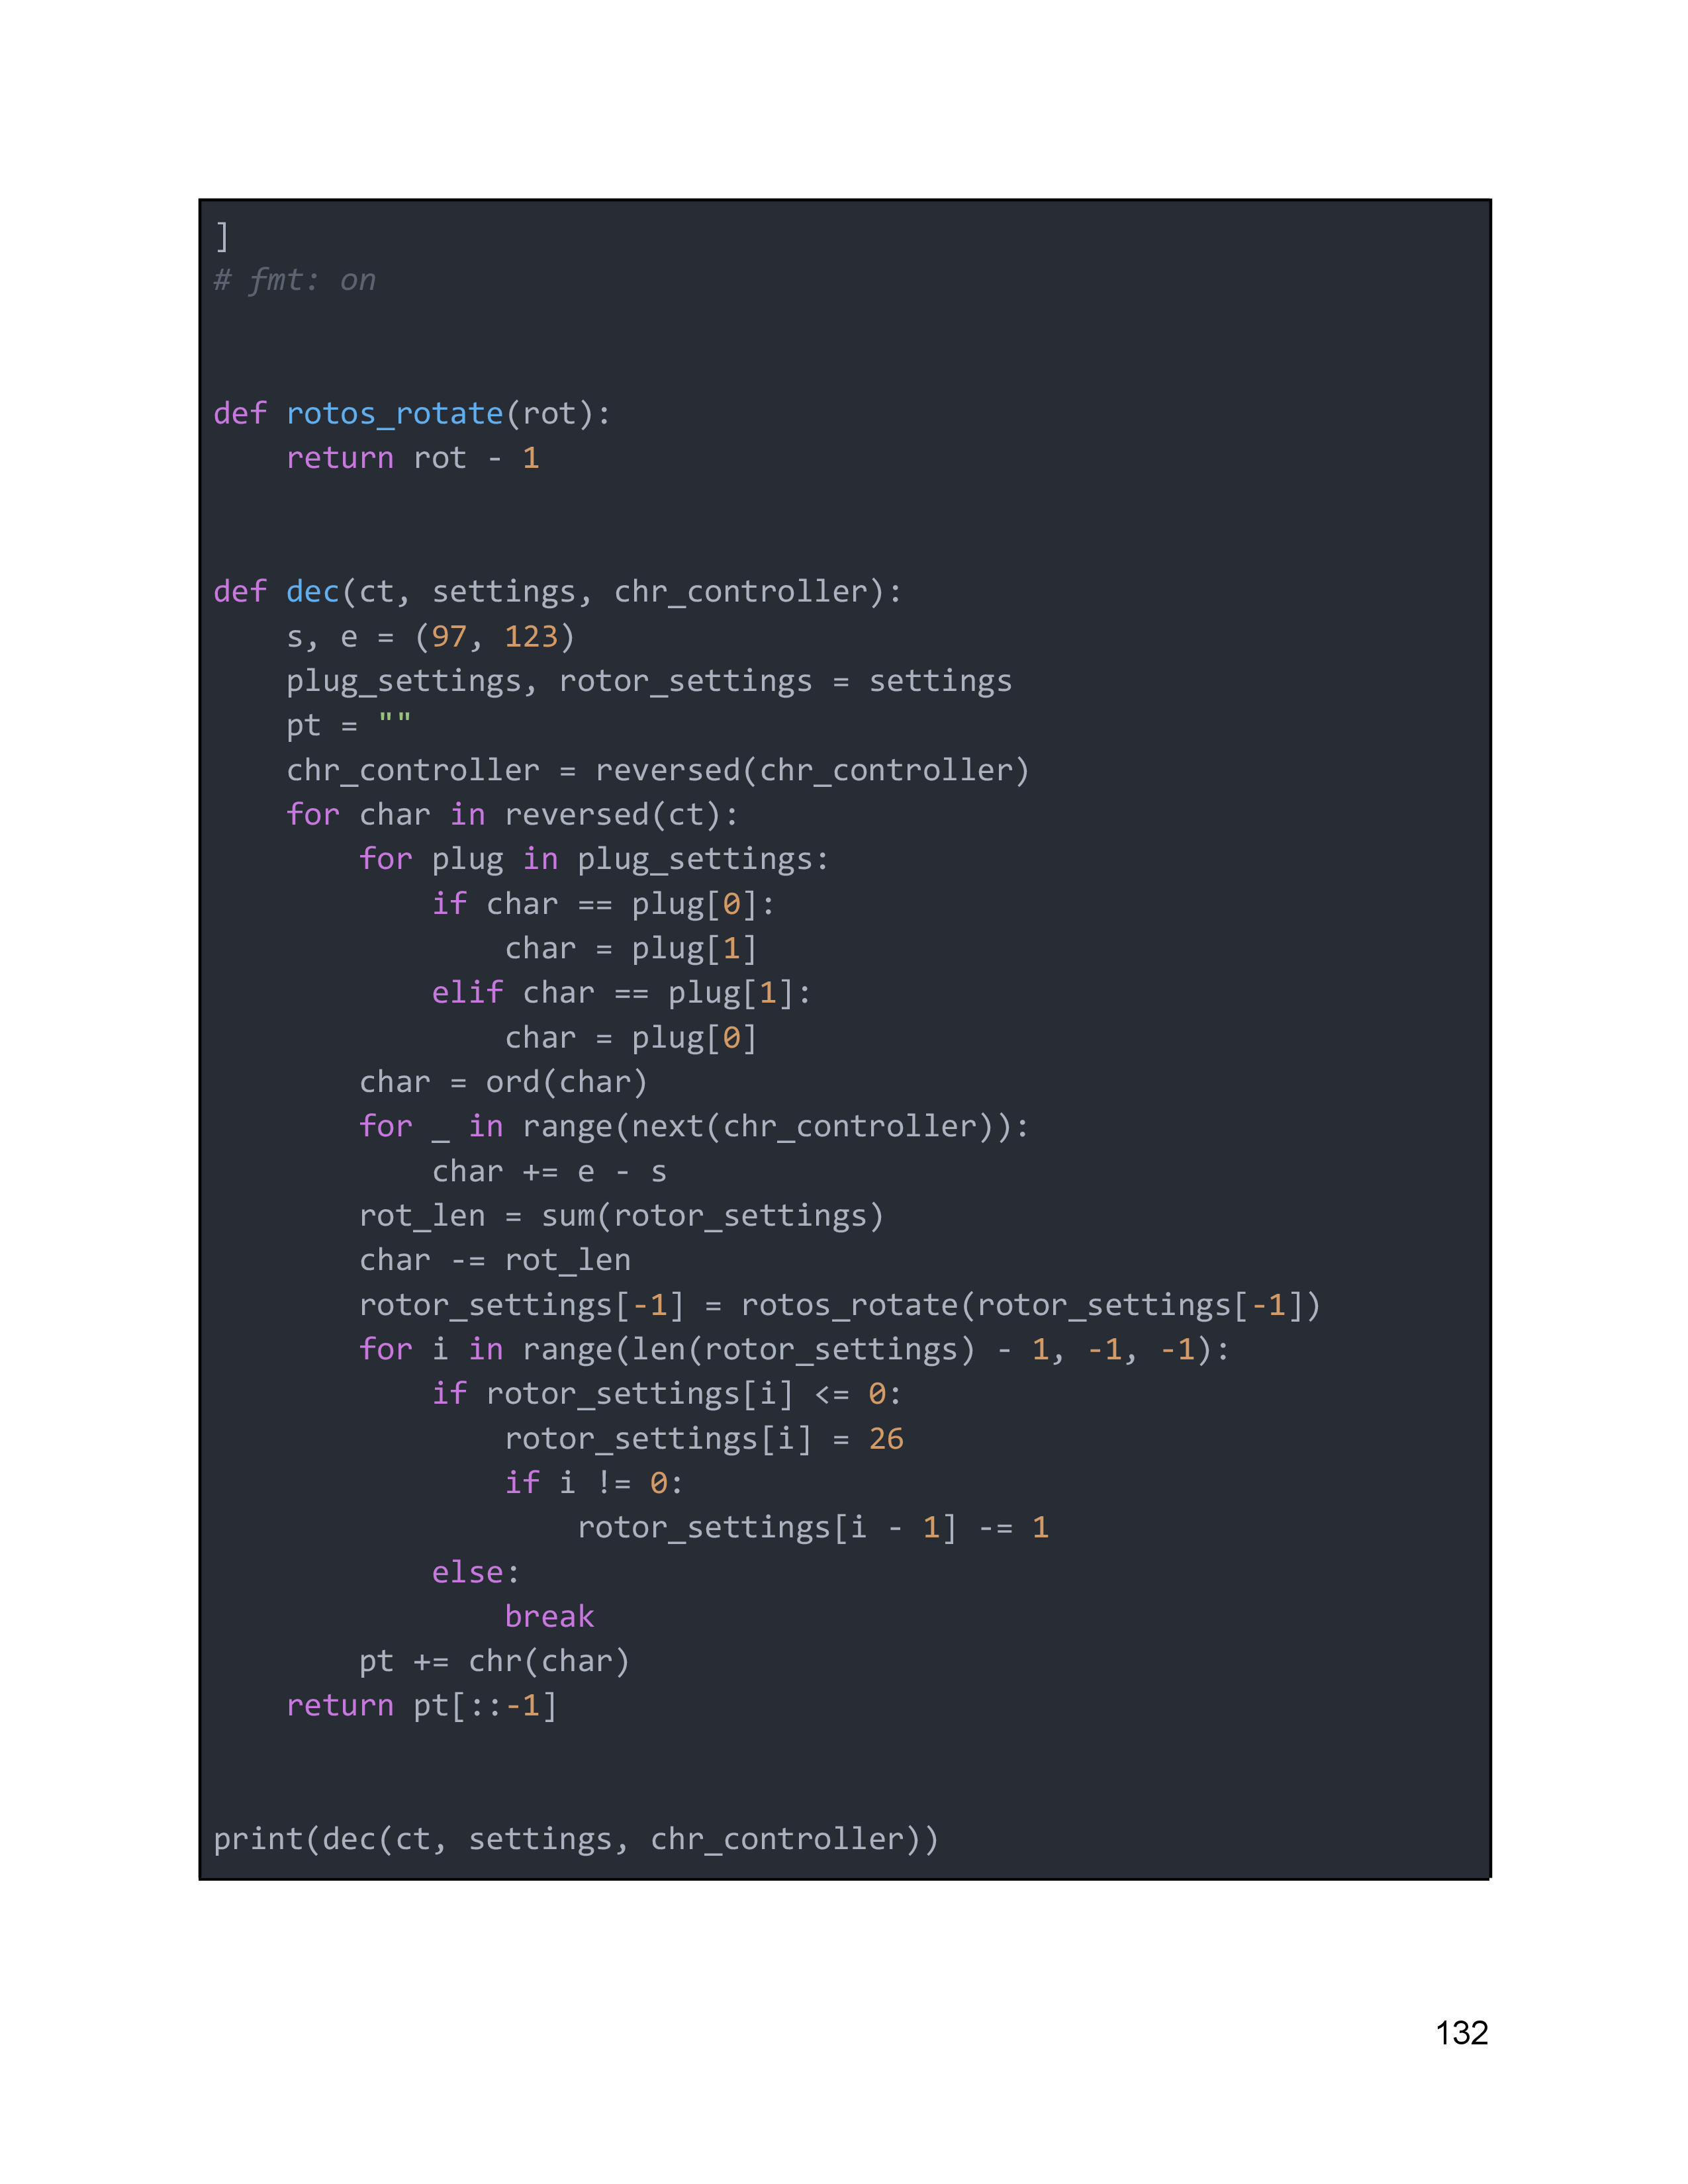 ]
# fmt: on
def rotos_rotate(rot):
    return rot - 1
def dec(ct, settings, chr_controller):
    s, e = (97, 123)
    plug_settings, rotor_settings = settings
    pt = ""
    chr_controller = reversed(chr_controller)
    for char in reversed(ct):
        for plug in plug_settings:
            if char == plug[0]:
                char = plug[1]
            elif char == plug[1]:
                char = plug[0]
        char = ord(char)
        for _ in range(next(chr_controller)):
            char += e - s
        rot_len = sum(rotor_settings)
        char -= rot_len
        rotor_settings[-1] = rotos_rotate(rotor_settings[-1])
        for i in range(len(rotor_settings) - 1, -1, -1):
            if rotor_settings[i] <= 0:
                rotor_settings[i] = 26
                if i != 0:
                    rotor_settings[i - 1] -= 1
            else:
                break
        pt += chr(char)
    return pt[::-1]
print(dec(ct, settings, chr_controller))
132